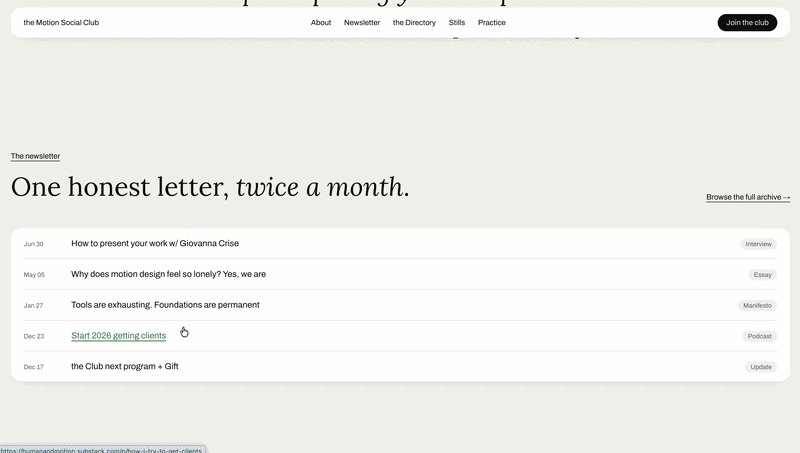 the Motion Social Club
About
Newsletter
the Directory
Stills
Practice
Join the club
The newsletter
One honest letter, twice a month.
Browse the full archive →
Jun 30 How to present your work w/ Giovanna Crise Interview
May 05 Why does motion design feel so lonely? Yes, we are Essay
Jan 27 Tools are exhausting. Foundations are permanent Manifesto
Dec 23 Start 2026 getting clients Podcast
Dec 17 the Club next program + Gift Update
https://humanandmotion.substack.com/p/how-i-try-to-get-clients